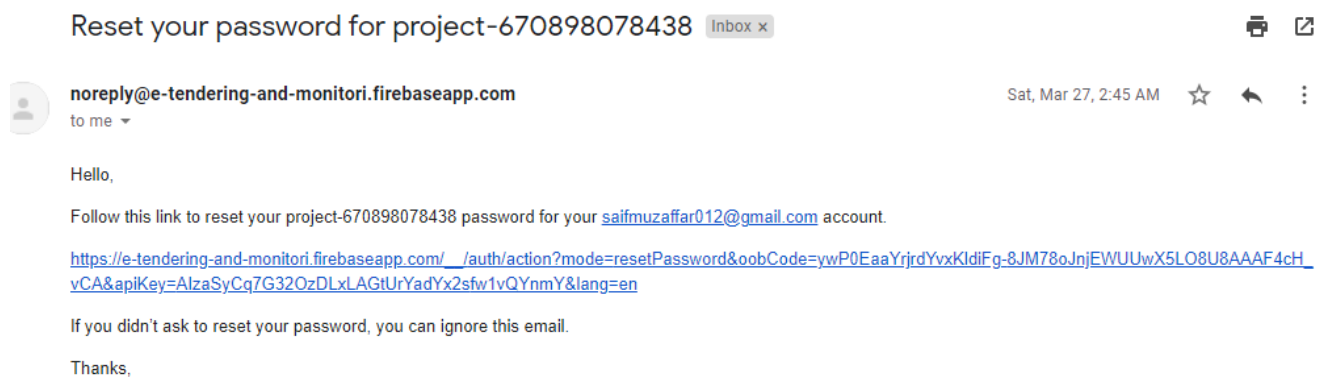 Reset your password for project-670898078438 Inbox x
noreply@e-tendering-and-monitori.firebaseapp.com Sat, Mar 27, 2:45 AM
to me
Hello,
Follow this link to reset your project-670898078438 password for your saifmuzaffar012@gmail.com account.
https://e-tendering-and-monitori.firebaseapp.com/__/auth/action?mode=resetPassword&oobCode=ywP0EaaYrjrdYvxKIdiFg-8JM78oJnjEWUUwX5LO8U8AAAF4cH_
vCA&apiKey=AIzaSyCq7G32OzDLxLAGtUrYadYx2sfw1vQYnmY&lang=en
If you didn’t ask to reset your password, you can ignore this email.
Thanks,